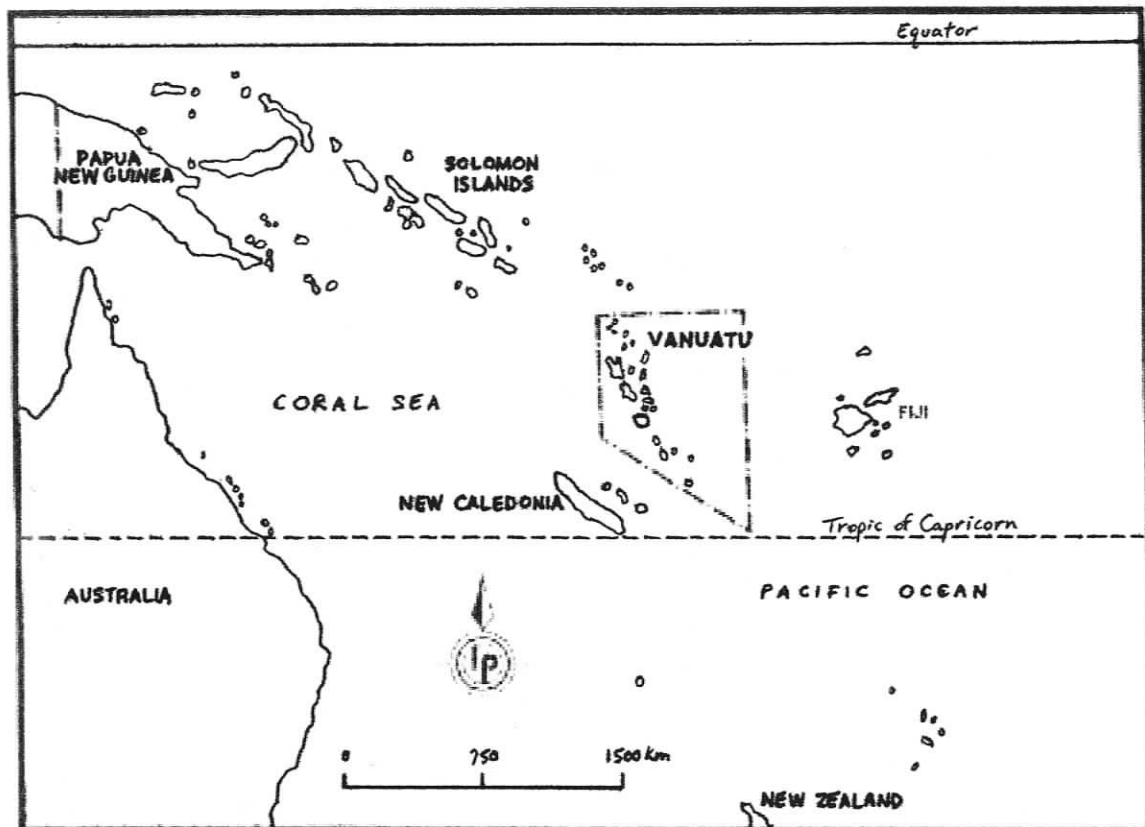 Equator
PAPUA
NEW GUINEA
SOLOMON
ISLANDS
VANUATU
CORAL SEA
FIJI
NEW CALEDONIA
Tropic of Capricorn
AUSTRALIA
PACIFIC OCEAN
IP
0 750 1500 km
NEW ZEALAND